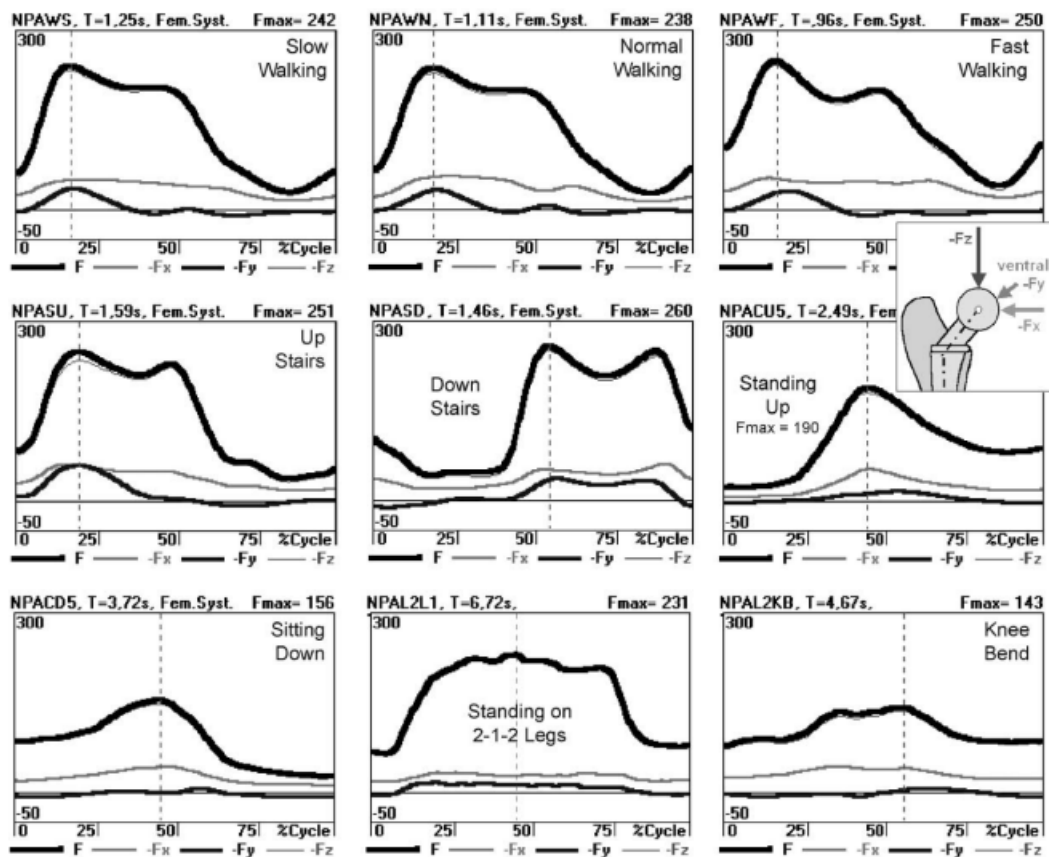 NPAWS, T=1,25s, Fem.Syst. Fmax= 242
300
Slow
Walking
-50
0 25 50 75 %Cycle
F -Fx -Fy -Fz
NPAWN, T=1,11s, Fem.Syst. Fmax= 238
300
Normal
Walking
-50
0 25 50 75 %Cycle
F -Fx -Fy -Fz
NPAWF, T=,96s, Fem.Syst. Fmax= 250
300
Fast
Walking
-50
0 25 50
F -Fx
-Fz
ventral
-Fy
-Fx
NPASU, T=1,59s, Fem.Syst. Fmax= 251
300
Up
Stairs
-50
0 25 50 75 %Cycle
F -Fx -Fy -Fz
NPASD, T=1,46s, Fem.Syst. Fmax= 260
300
Down
Stairs
-50
0 25 50 75 %Cycle
F -Fx -Fy -Fz
NPACU5, T=2,49s, Fe
300
Standing
Up
Fmax = 190
-50
0 25 50 75 %Cycle
F -Fx -Fy -Fz
NPACD5, T=3,72s, Fem.Syst. Fmax= 156
300
Sitting
Down
-50
0 25 50 75 %Cycle
F -Fx -Fy -Fz
NPAL2L1, T=6,72s, Fmax= 231
300
Standing on
2-1-2 Legs
-50
0 25 50 75 %Cycle
F -Fx -Fy -Fz
NPAL2KB, T=4,67s, Fmax= 143
300
Knee
Bend
-50
0 25 50 75 %Cycle
F -Fx -Fy -Fz